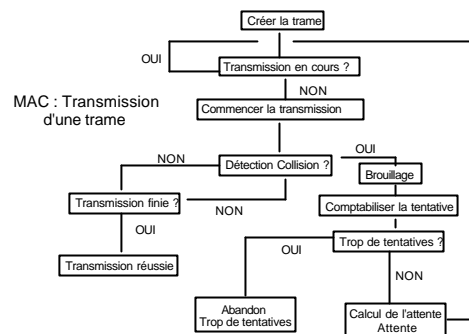 Créer la trame
OUI
Transmission en cours ?
NON
MAC : Transmission
d'une trame
Commencer la transmission
OUI
NON
Détection Collision ?
Brouillage
Transmission finie ?
NON
Comptabiliser la tentative
OUI
OUI
Trop de tentatives ?
Transmission réussie
NON
Abandon
Trop de tentatives
Calcul de l'attente
Attente